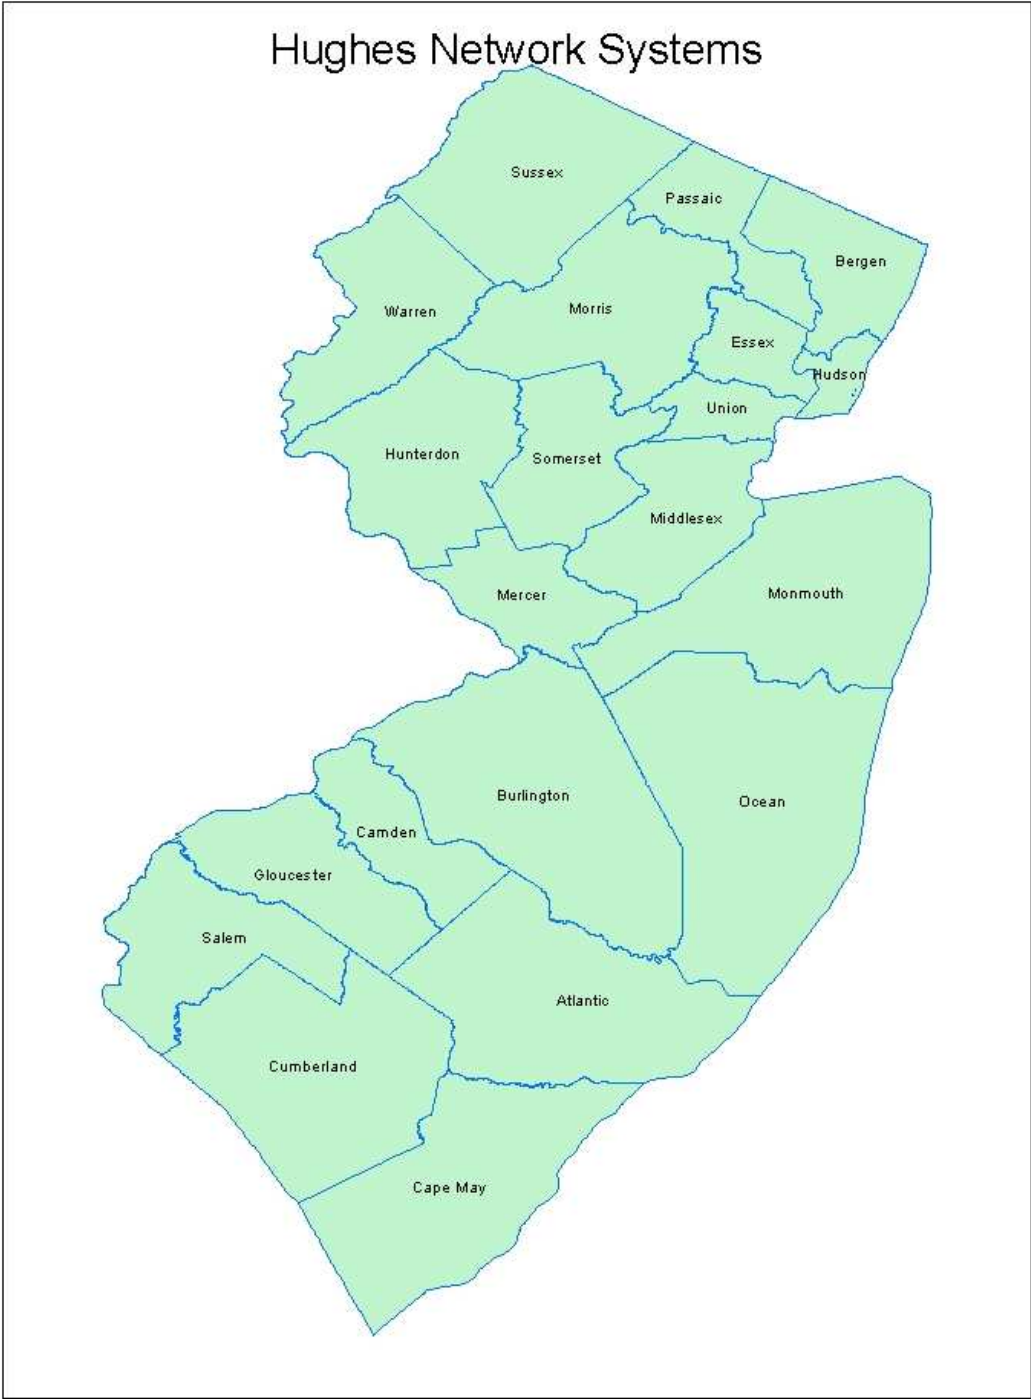 Hughes Network Systems
Sussex
Passaic
Bergen
Warren
Morris
Essex
Hudson
Union
Hunterdon
Somerset
Middlesex
Mercer
Monmouth
Burlington
Ocean
Camden
Gloucester
Salem
Atlantic
Cumberland
Cape May